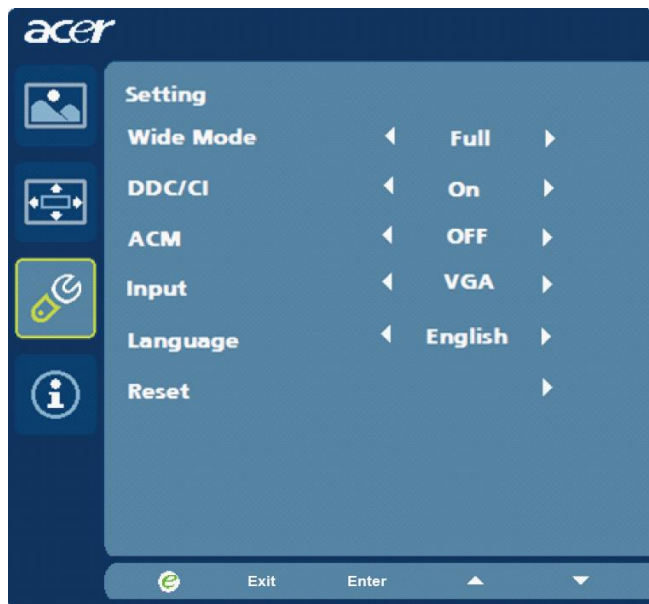 acer
Setting
Wide Mode Full
DDC/CI On
ACM OFF
Input VGA
Language English
Reset
e Exit Enter